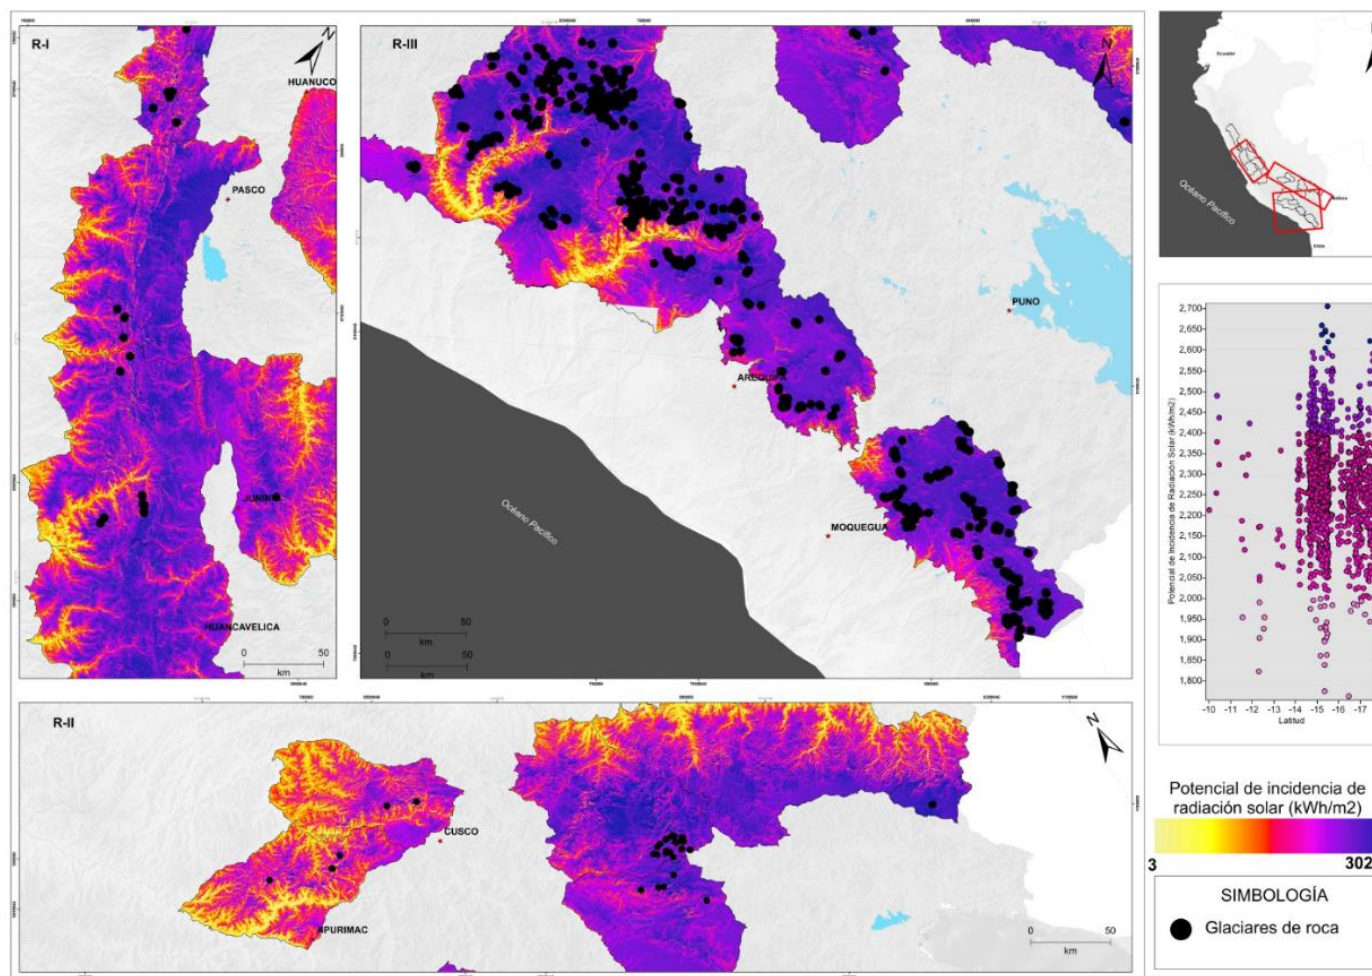 R-I
N
HUANUCO
PASCO
JUNIN
HUANCAVELICA
0 50
km
R-III
N
PUNO
AREQUIPA
MOQUEGUA
Océano Pacífico
0 50
km
0 50
km
R-II
N
CUSCO
APURIMAC
0 50
km
Ecuador
Océano Pacífico
Potencial de Incidencia de Radiación Solar (kWh/m2)
2,700
2,650
2,600
2,550
2,500
2,450
2,400
2,350
2,300
2,250
2,200
2,150
2,100
2,050
2,000
1,950
1,900
1,850
1,800
-10 -11 -12 -13 -14 -15 -16 -17
Latitud
Potencial de incidencia de
radiación solar (kWh/m2)
3 302
SIMBOLOGÍA
Glaciares de roca